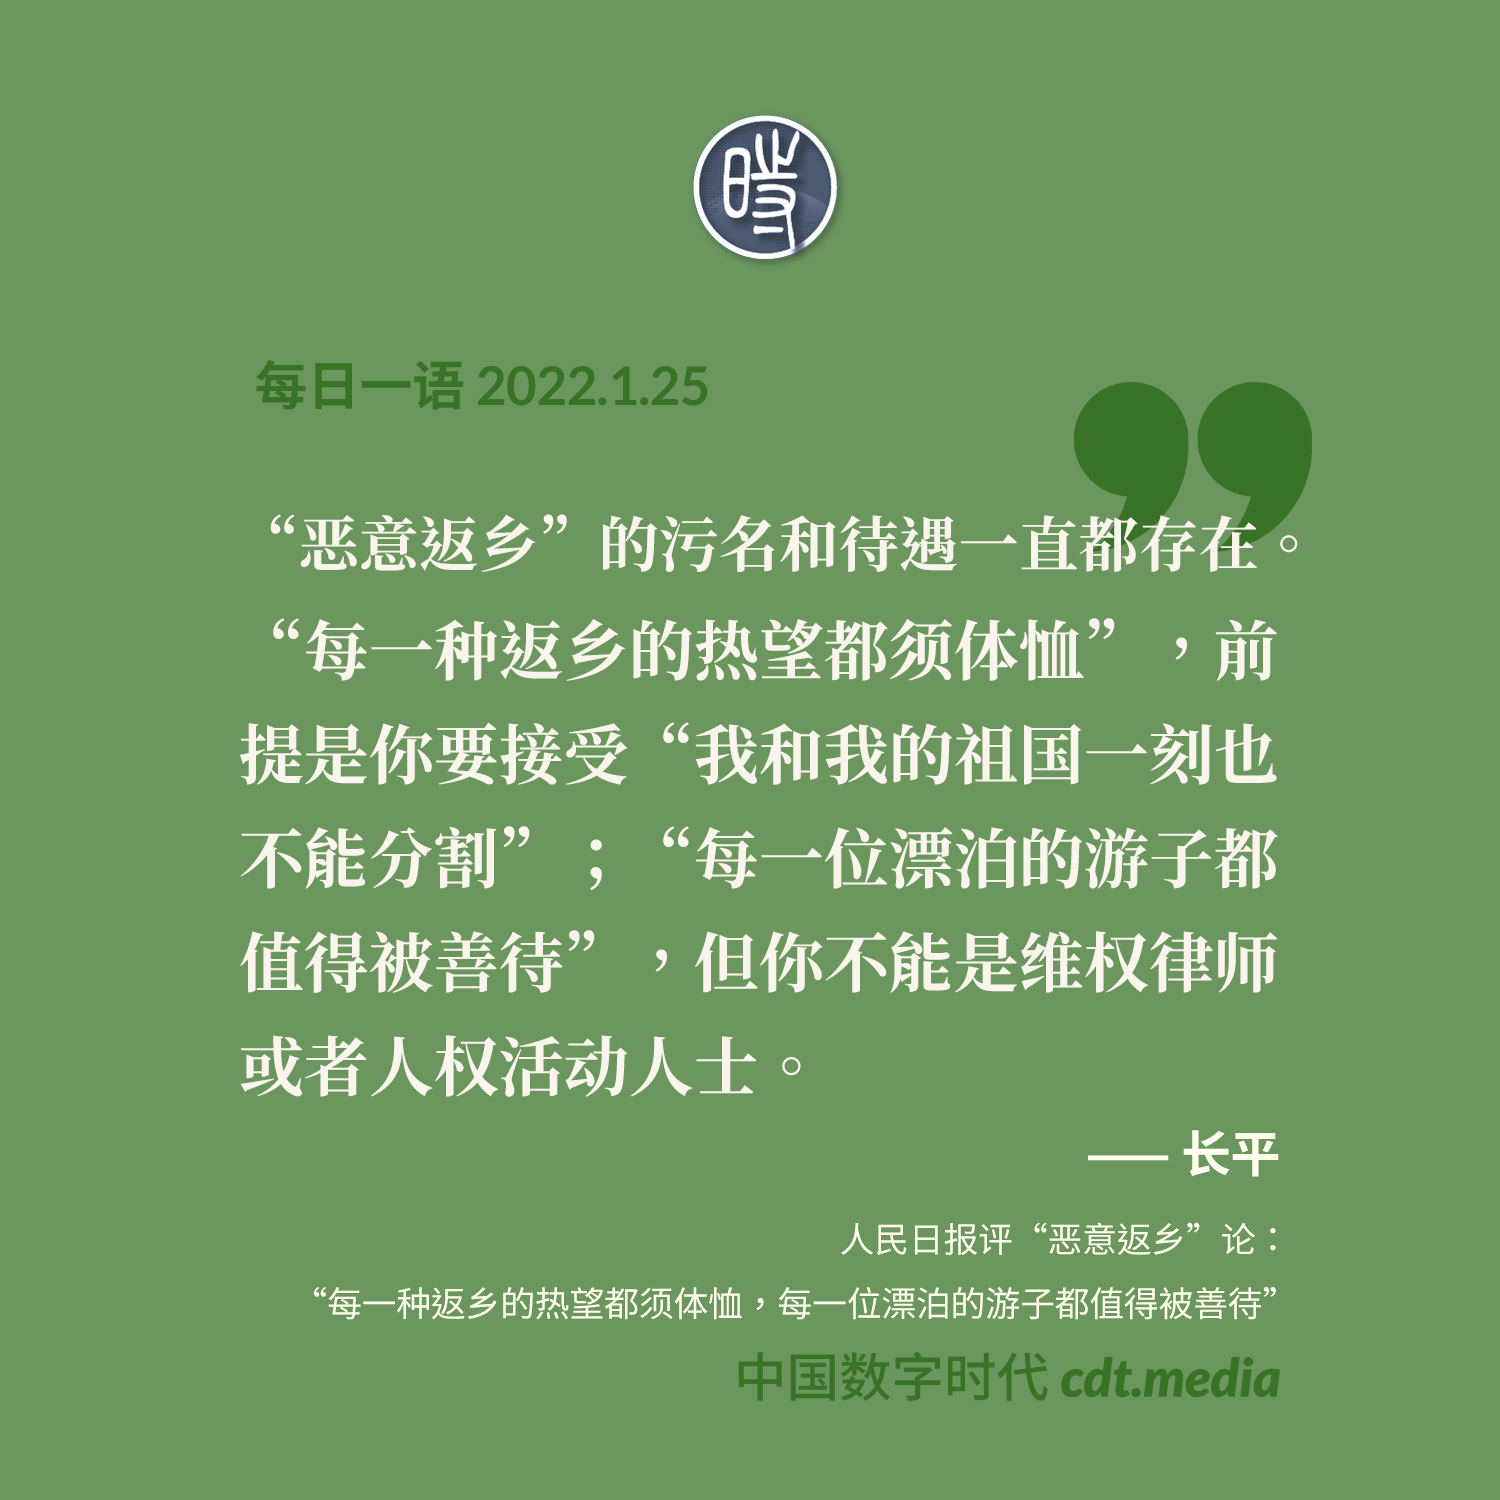 時
每日一语 2022.1.25
“恶意返乡”的污名和待遇一直都存在。
“每一种返乡的热望都须体恤”，前
提是你要接受“我和我的祖国一刻也
不能分割”；“每一位漂泊的游子都
值得被善待”，但你不能是维权律师
或者人权活动人士。
—— 长平
人民日报评“恶意返乡”论：
“每一种返乡的热望都须体恤，每一位漂泊的游子都值得被善待”
中国数字时代 cdt.media